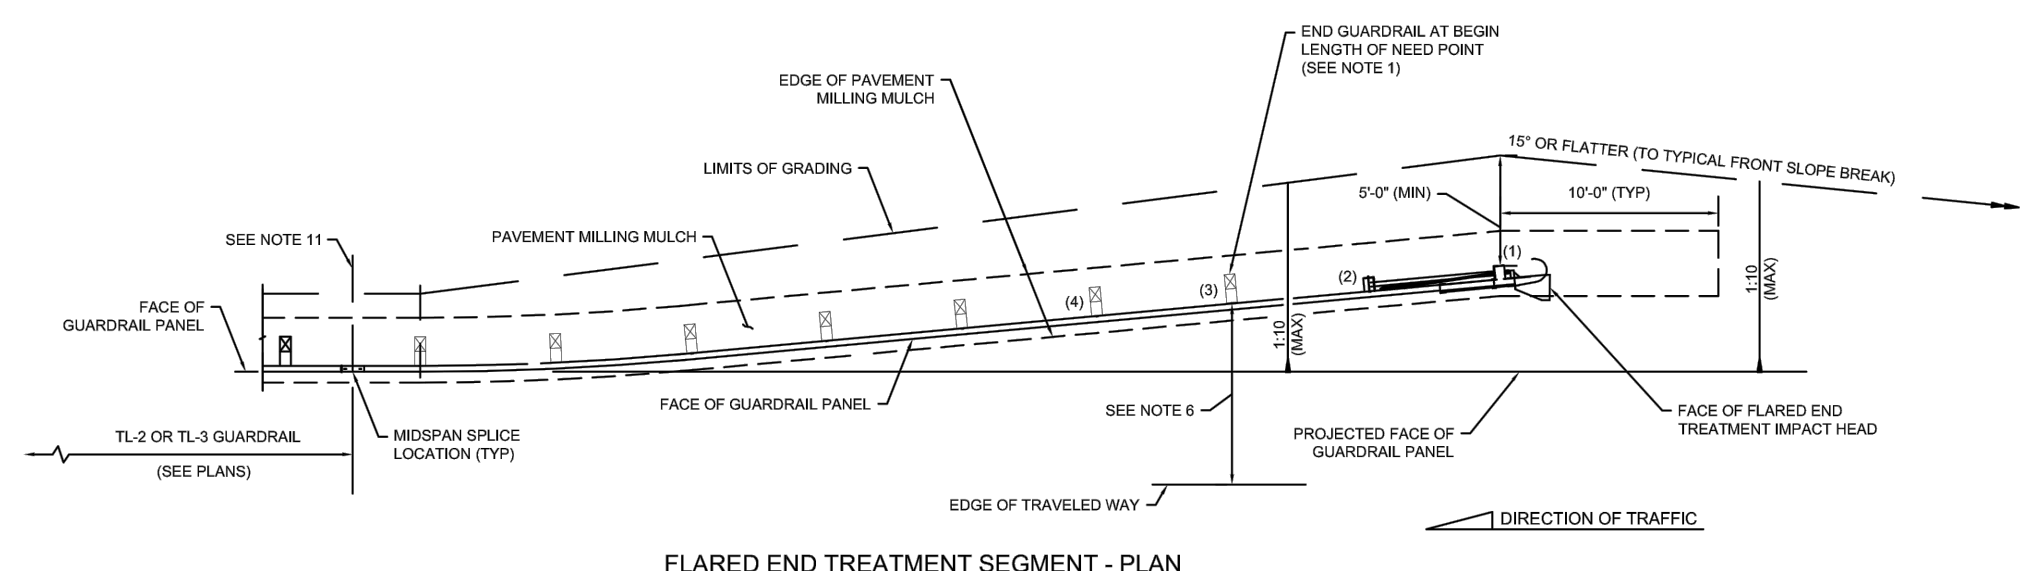 END GUARDRAIL AT BEGIN
LENGTH OF NEED POINT
(SEE NOTE 1)
EDGE OF PAVEMENT
MILLING MULCH
LIMITS OF GRADING
15° OR FLATTER (TO TYPICAL FRONT SLOPE BREAK)
5'-0" (MIN)
10'-0" (TYP)
SEE NOTE 11
PAVEMENT MILLING MULCH
(1)
(2)
(3)
(4)
1:10
(MAX)
1:10
(MAX)
FACE OF
GUARDRAIL PANEL
FACE OF GUARDRAIL PANEL
SEE NOTE 6
PROJECTED FACE OF
GUARDRAIL PANEL
FACE OF FLARED END
TREATMENT IMPACT HEAD
TL-2 OR TL-3 GUARDRAIL
(SEE PLANS)
MIDSPAN SPLICE
LOCATION (TYP)
EDGE OF TRAVELED WAY
DIRECTION OF TRAFFIC
FLARED END TREATMENT SEGMENT - PLAN